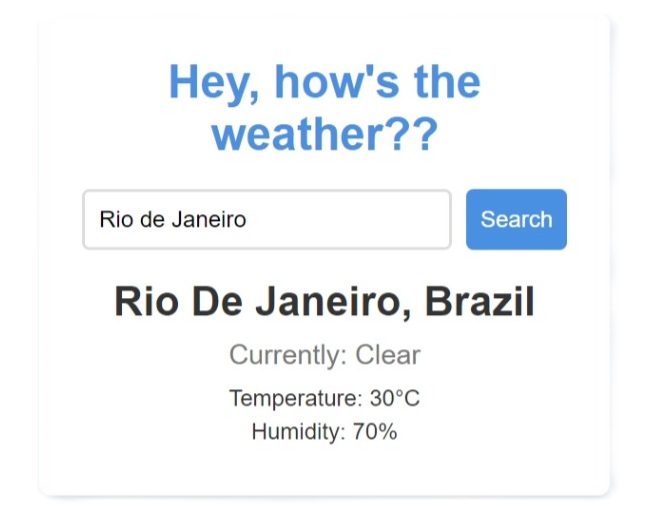 Hey, how's the
weather??
Rio de Janeiro
Search
Rio De Janeiro, Brazil
Currently: Clear
Temperature: 30°C
Humidity: 70%